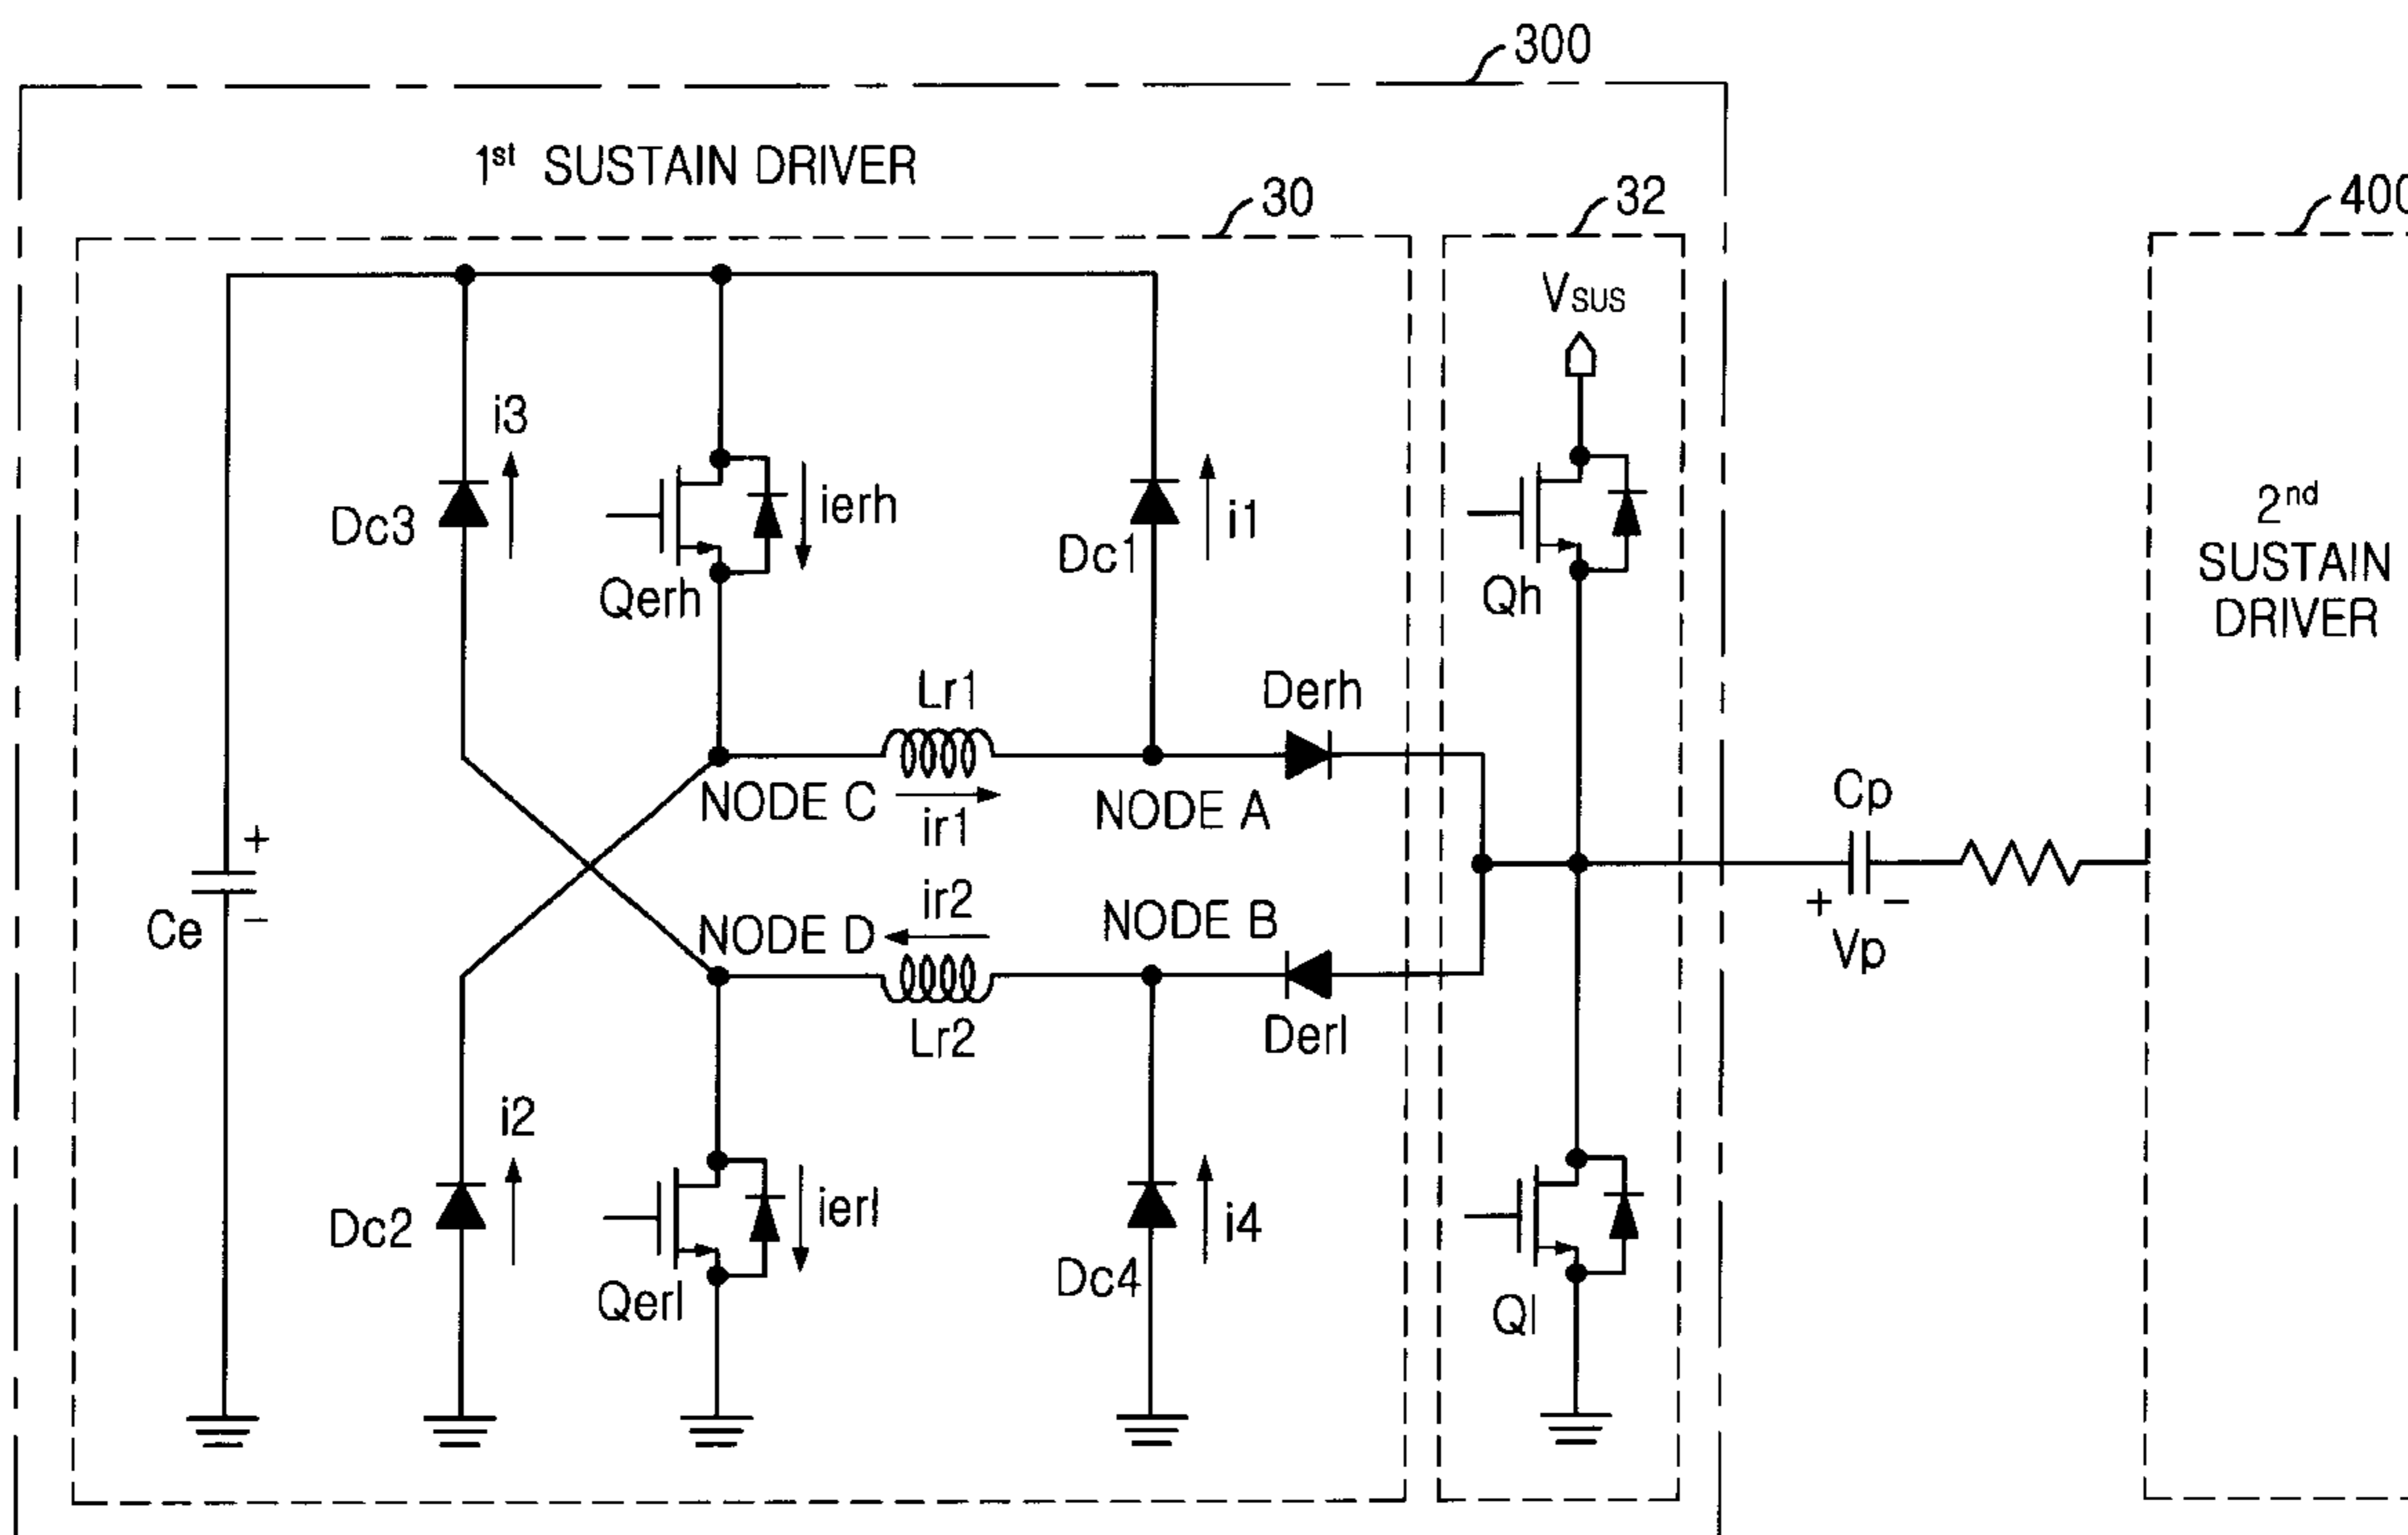 300
1st SUSTAIN DRIVER
30
32
400
VSUS
i3
Dc3
ierh
Qerh
i1
Dc1
Qh
2nd
SUSTAIN
DRIVER
Lr1
Derh
NODE C
ir1
NODE A
Cp
+
Ce
−
ir2
NODE D
NODE B
+ −
Vp
Lr2
Derl
i2
Dc2
ierl
Qerl
i4
Dc4
Ql